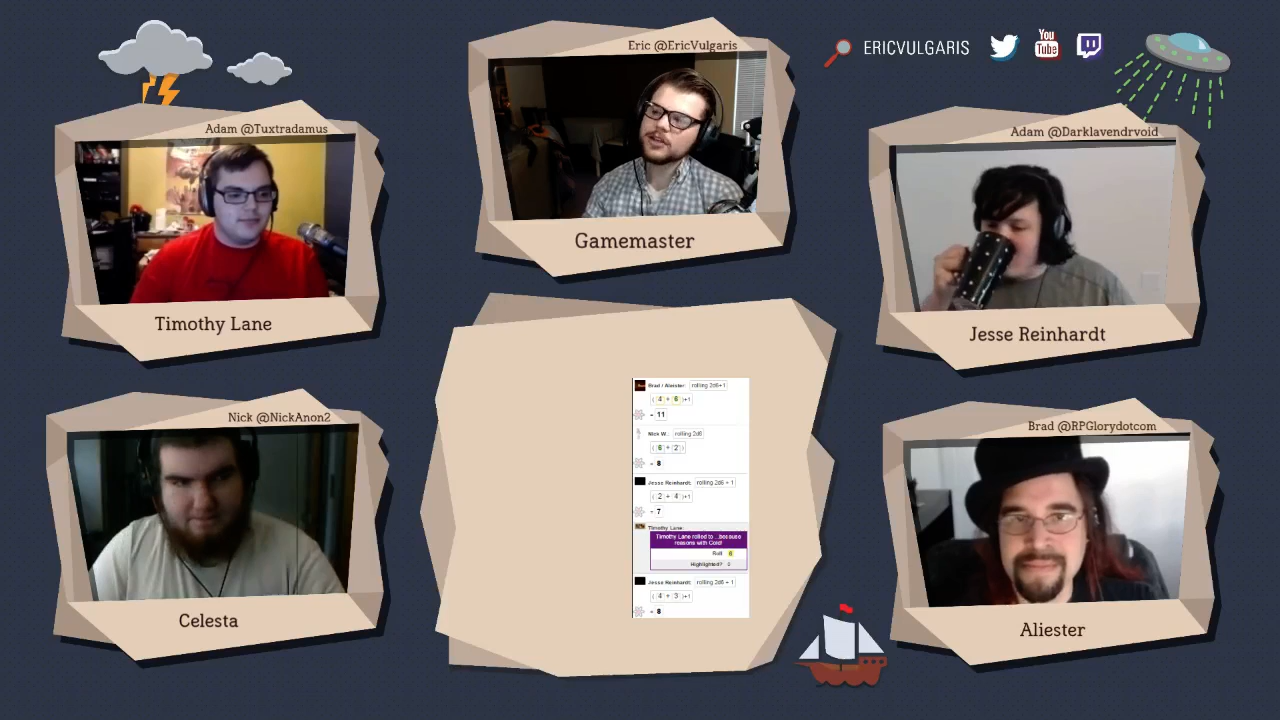 Eric @EricVulgaris
ERICVULGARIS
You
Tube
Gamemaster
Adam @Tuxtradamus
Timothy Lane
Adam @Darklavendrvoid
Jesse Reinhardt
Nick @NickAnon2
Celesta
Brad @RPGlorydotcom
Aliester
Brad / Aleister: rolling 2d6+1
( 4 + 6 )+1
= 11
Nick W.. rolling 2d6
( 6 + 2 )
= 8
Jesse Reinhardt: rolling 2d6 + 1
( 2 + 4 )+1
= 7
Timothy Lane:
Timothy Lane rolled to ...because
reasons with Cold!
Roll 8
Highlighted? 0
Jesse Reinhardt: rolling 2d6 + 1
( 4 + 3 )+1
= 8